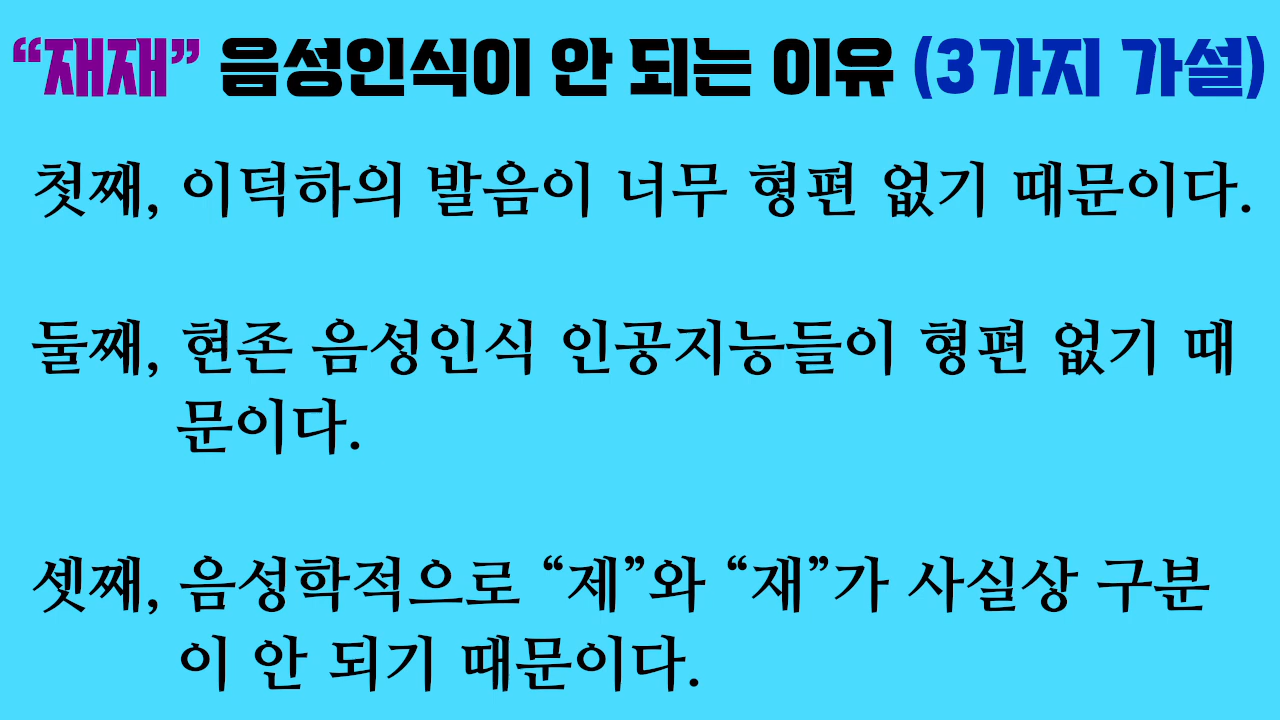 “재재” 음성인식이 안 되는 이유 (3가지 가설)
첫째, 이덕하의 발음이 너무 형편 없기 때문이다.
둘째, 현존 음성인식 인공지능들이 형편 없기 때
문이다.
셋째, 음성학적으로 “제”와 “재”가 사실상 구분
이 안 되기 때문이다.